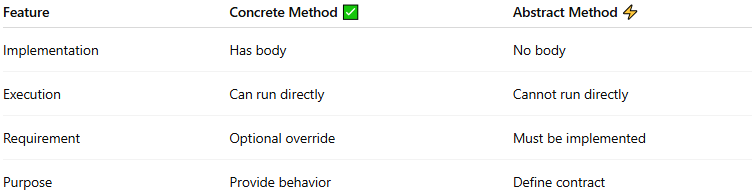 Feature Concrete Method ✅ Abstract Method ⚡
Implementation Has body No body
Execution Can run directly Cannot run directly
Requirement Optional override Must be implemented
Purpose Provide behavior Define contract